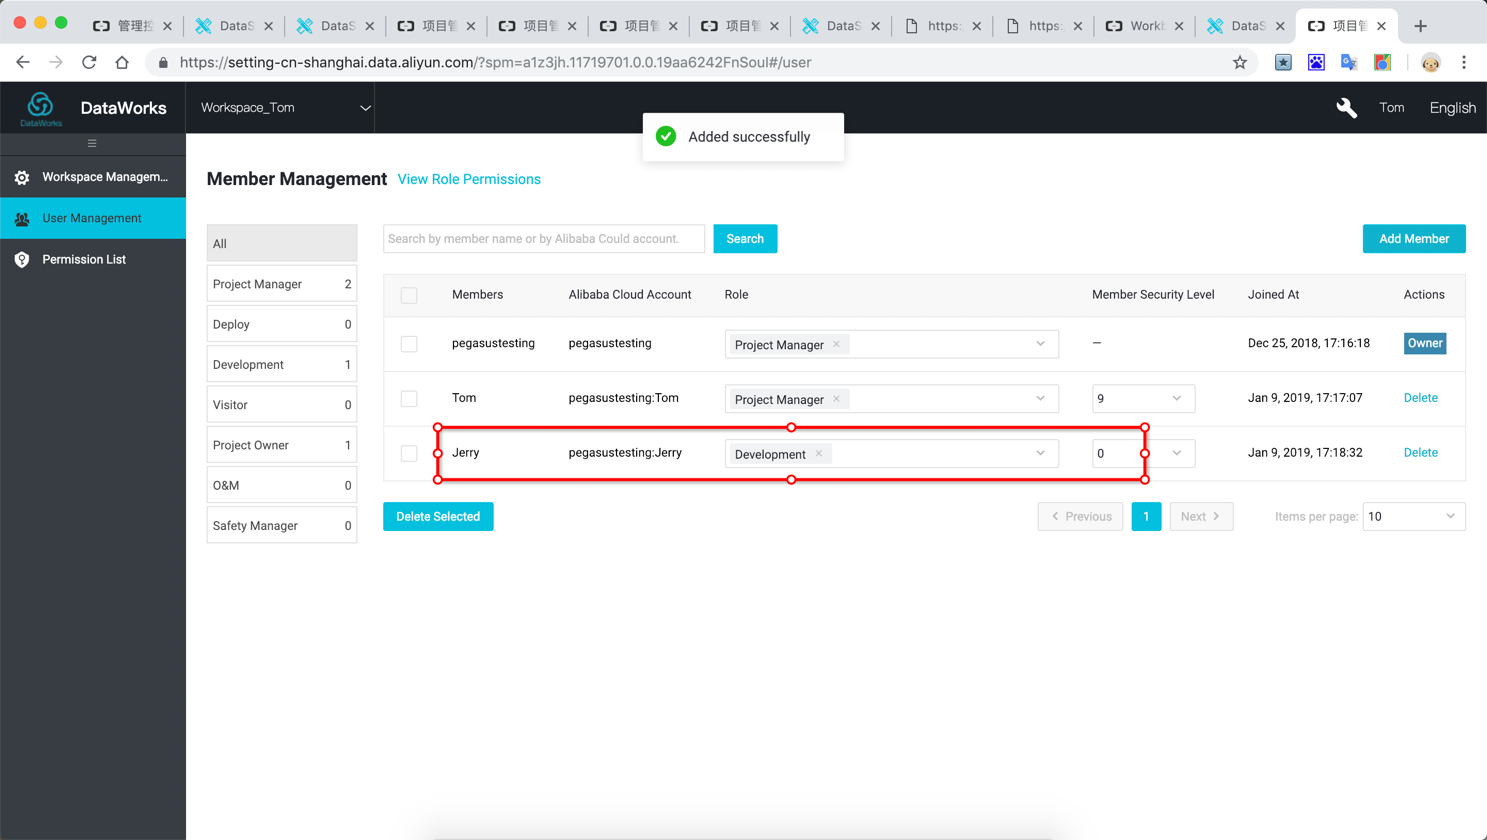 管理控
DataS
DataS
项目管
项目管
项目管
项目管
DataS
https:
https:
Workb
DataS
项目管
https://setting-cn-shanghai.data.aliyun.com/?spm=a1z3jh.11719701.0.0.19aa6242FnSoul#/user
DataWorks
DataWorks
Workspace_Tom
Tom
English
Added successfully
Workspace Managem...
User Management
Permission List
Member Management View Role Permissions
All
Project Manager 2
Deploy 0
Development 1
Visitor 0
Project Owner 1
O&M 0
Safety Manager 0
Search by member name or by Alibaba Could account.
Search
Add Member
Members Alibaba Cloud Account Role Member Security Level Joined At Actions
pegasustesting pegasustesting Project Manager × — Dec 25, 2018, 17:16:18 Owner
Tom pegasustesting:Tom Project Manager × 9 Jan 9, 2019, 17:17:07 Delete
Jerry pegasustesting:Jerry Development × 0 Jan 9, 2019, 17:18:32 Delete
Delete Selected
Previous 1 Next Items per page: 10